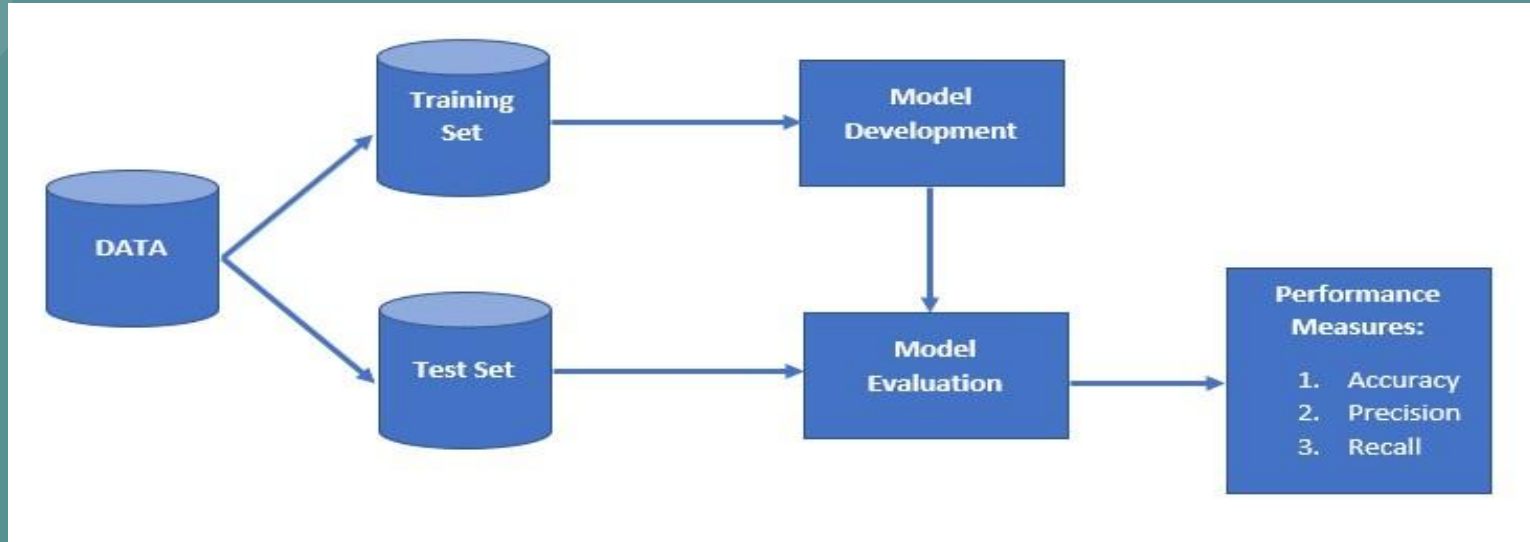 DATA
Training
Set
Test Set
Model
Development
Model
Evaluation
Performance
Measures:
1. Accuracy
2. Precision
3. Recall